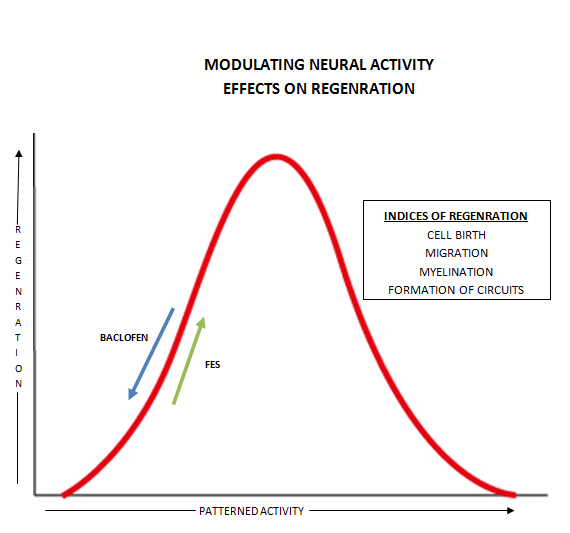 MODULATING NEURAL ACTIVITY
EFFECTS ON REGENRATION
INDICES OF REGENRATION
CELL BIRTH
MIGRATION
MYELINATION
FORMATION OF CIRCUITS
REGENRATION
BACLOFEN
FES
PATTERNED ACTIVITY